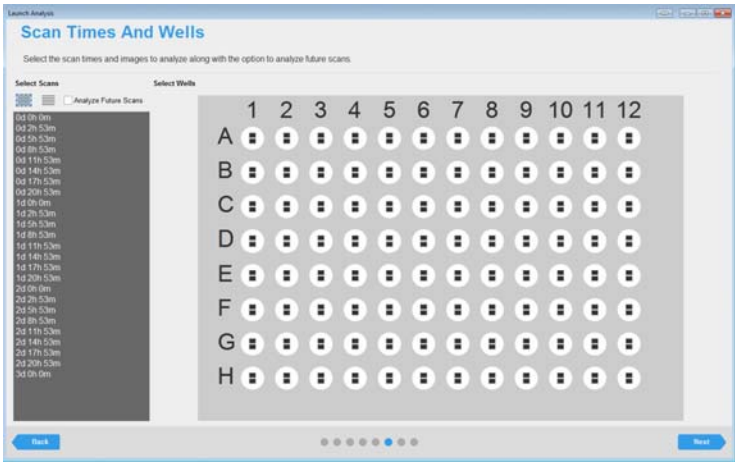 Launch Analysis
Scan Times And Wells
Select the scan times and images to analyze along with the option to analyze future scans.
Select Scans
Select Wells
Analyze Future Scans
0d 0h 0m
0d 2h 53m
0d 5h 53m
0d 8h 53m
0d 11h 53m
0d 14h 53m
0d 17h 53m
0d 20h 53m
1d 0h 0m
1d 2h 53m
1d 5h 53m
1d 8h 53m
1d 11h 53m
1d 14h 53m
1d 17h 53m
1d 20h 53m
2d 0h 0m
2d 2h 53m
2d 5h 53m
2d 8h 53m
2d 11h 53m
2d 14h 53m
2d 17h 53m
2d 20h 53m
3d 0h 0m
1 2 3 4 5 6 7 8 9 10 11 12
A
B
C
D
E
F
G
H
Back
Next